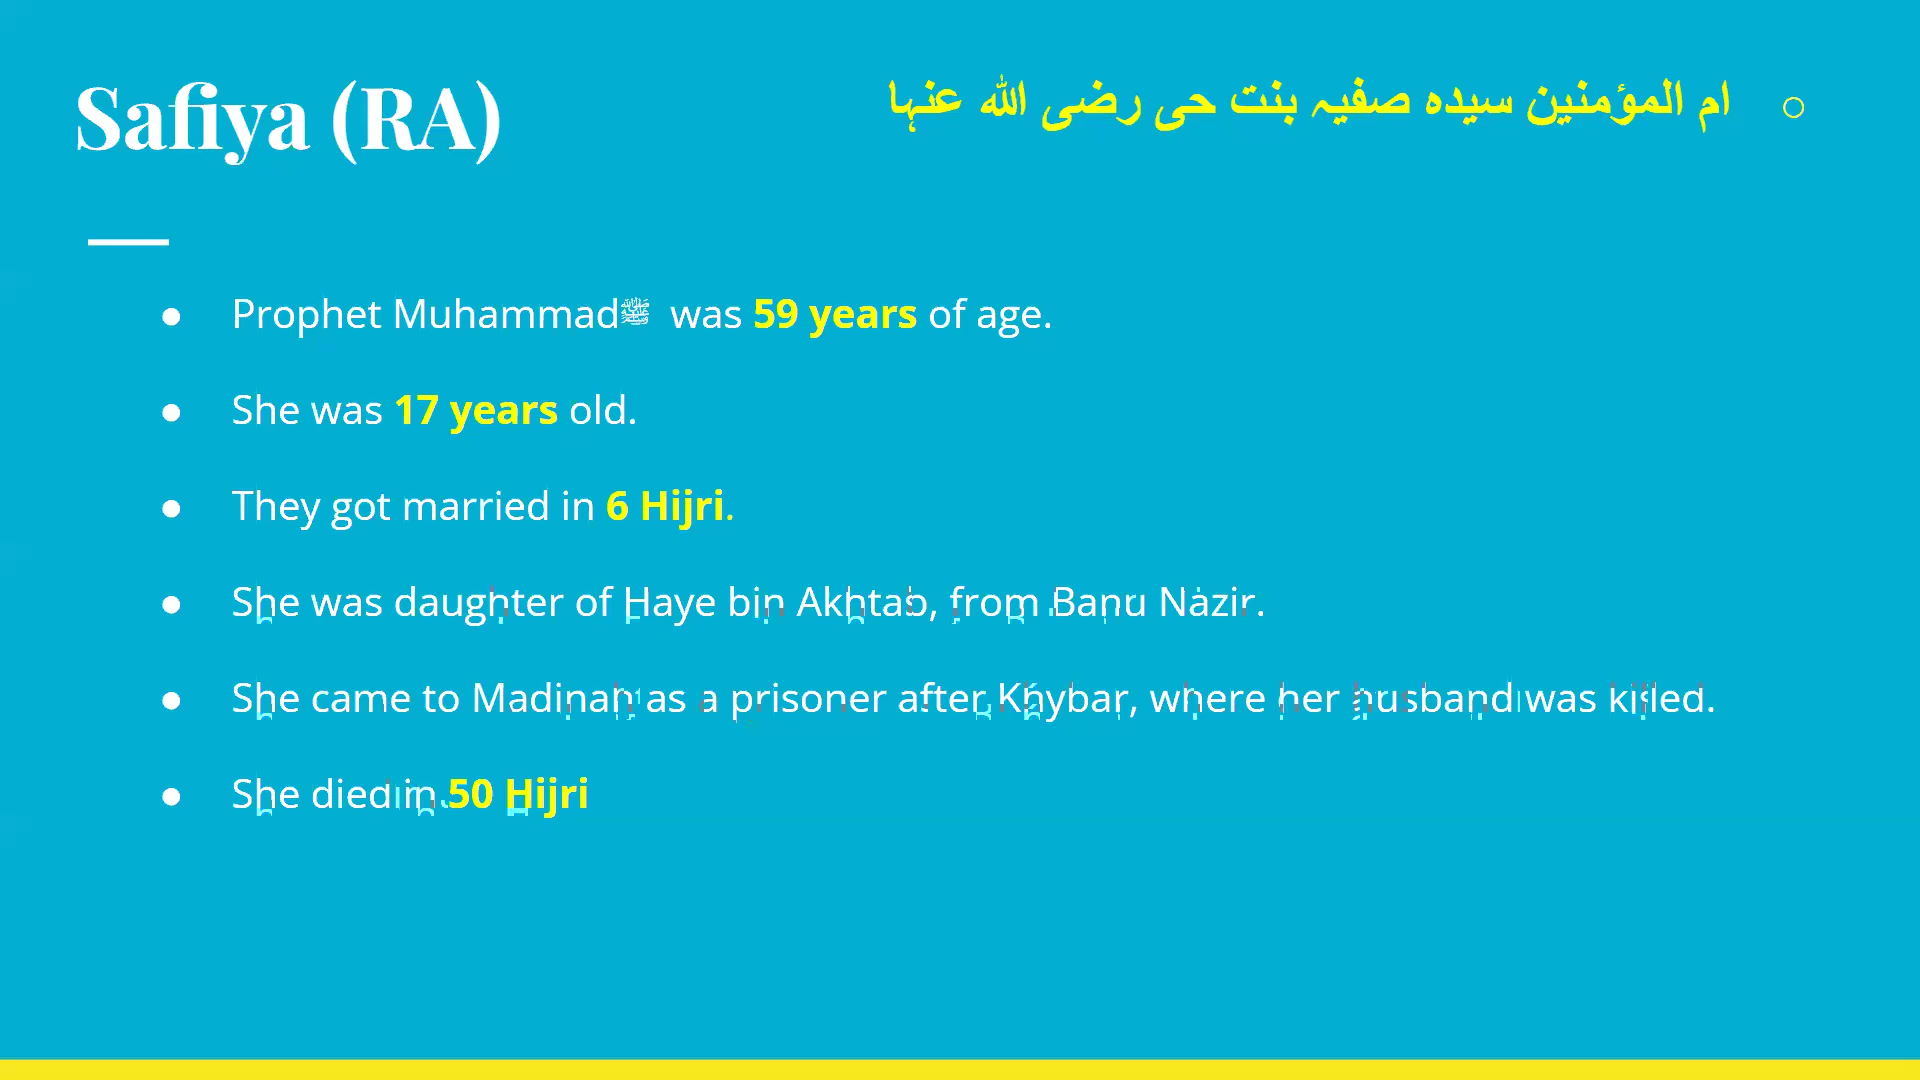 Safiya (RA)
ام المؤمنین سیدہ صفیہ بنت حی رضی اللہ عنہا
Prophet Muhammadﷺ was 59 years of age.
She was 17 years old.
They got married in 6 Hijri.
She was daughter of Haye bin Akhtab, from Banu Nazir.
She came to Madinah as a prisoner after Khybar, where her husband was killed.
She died in 50 Hijri